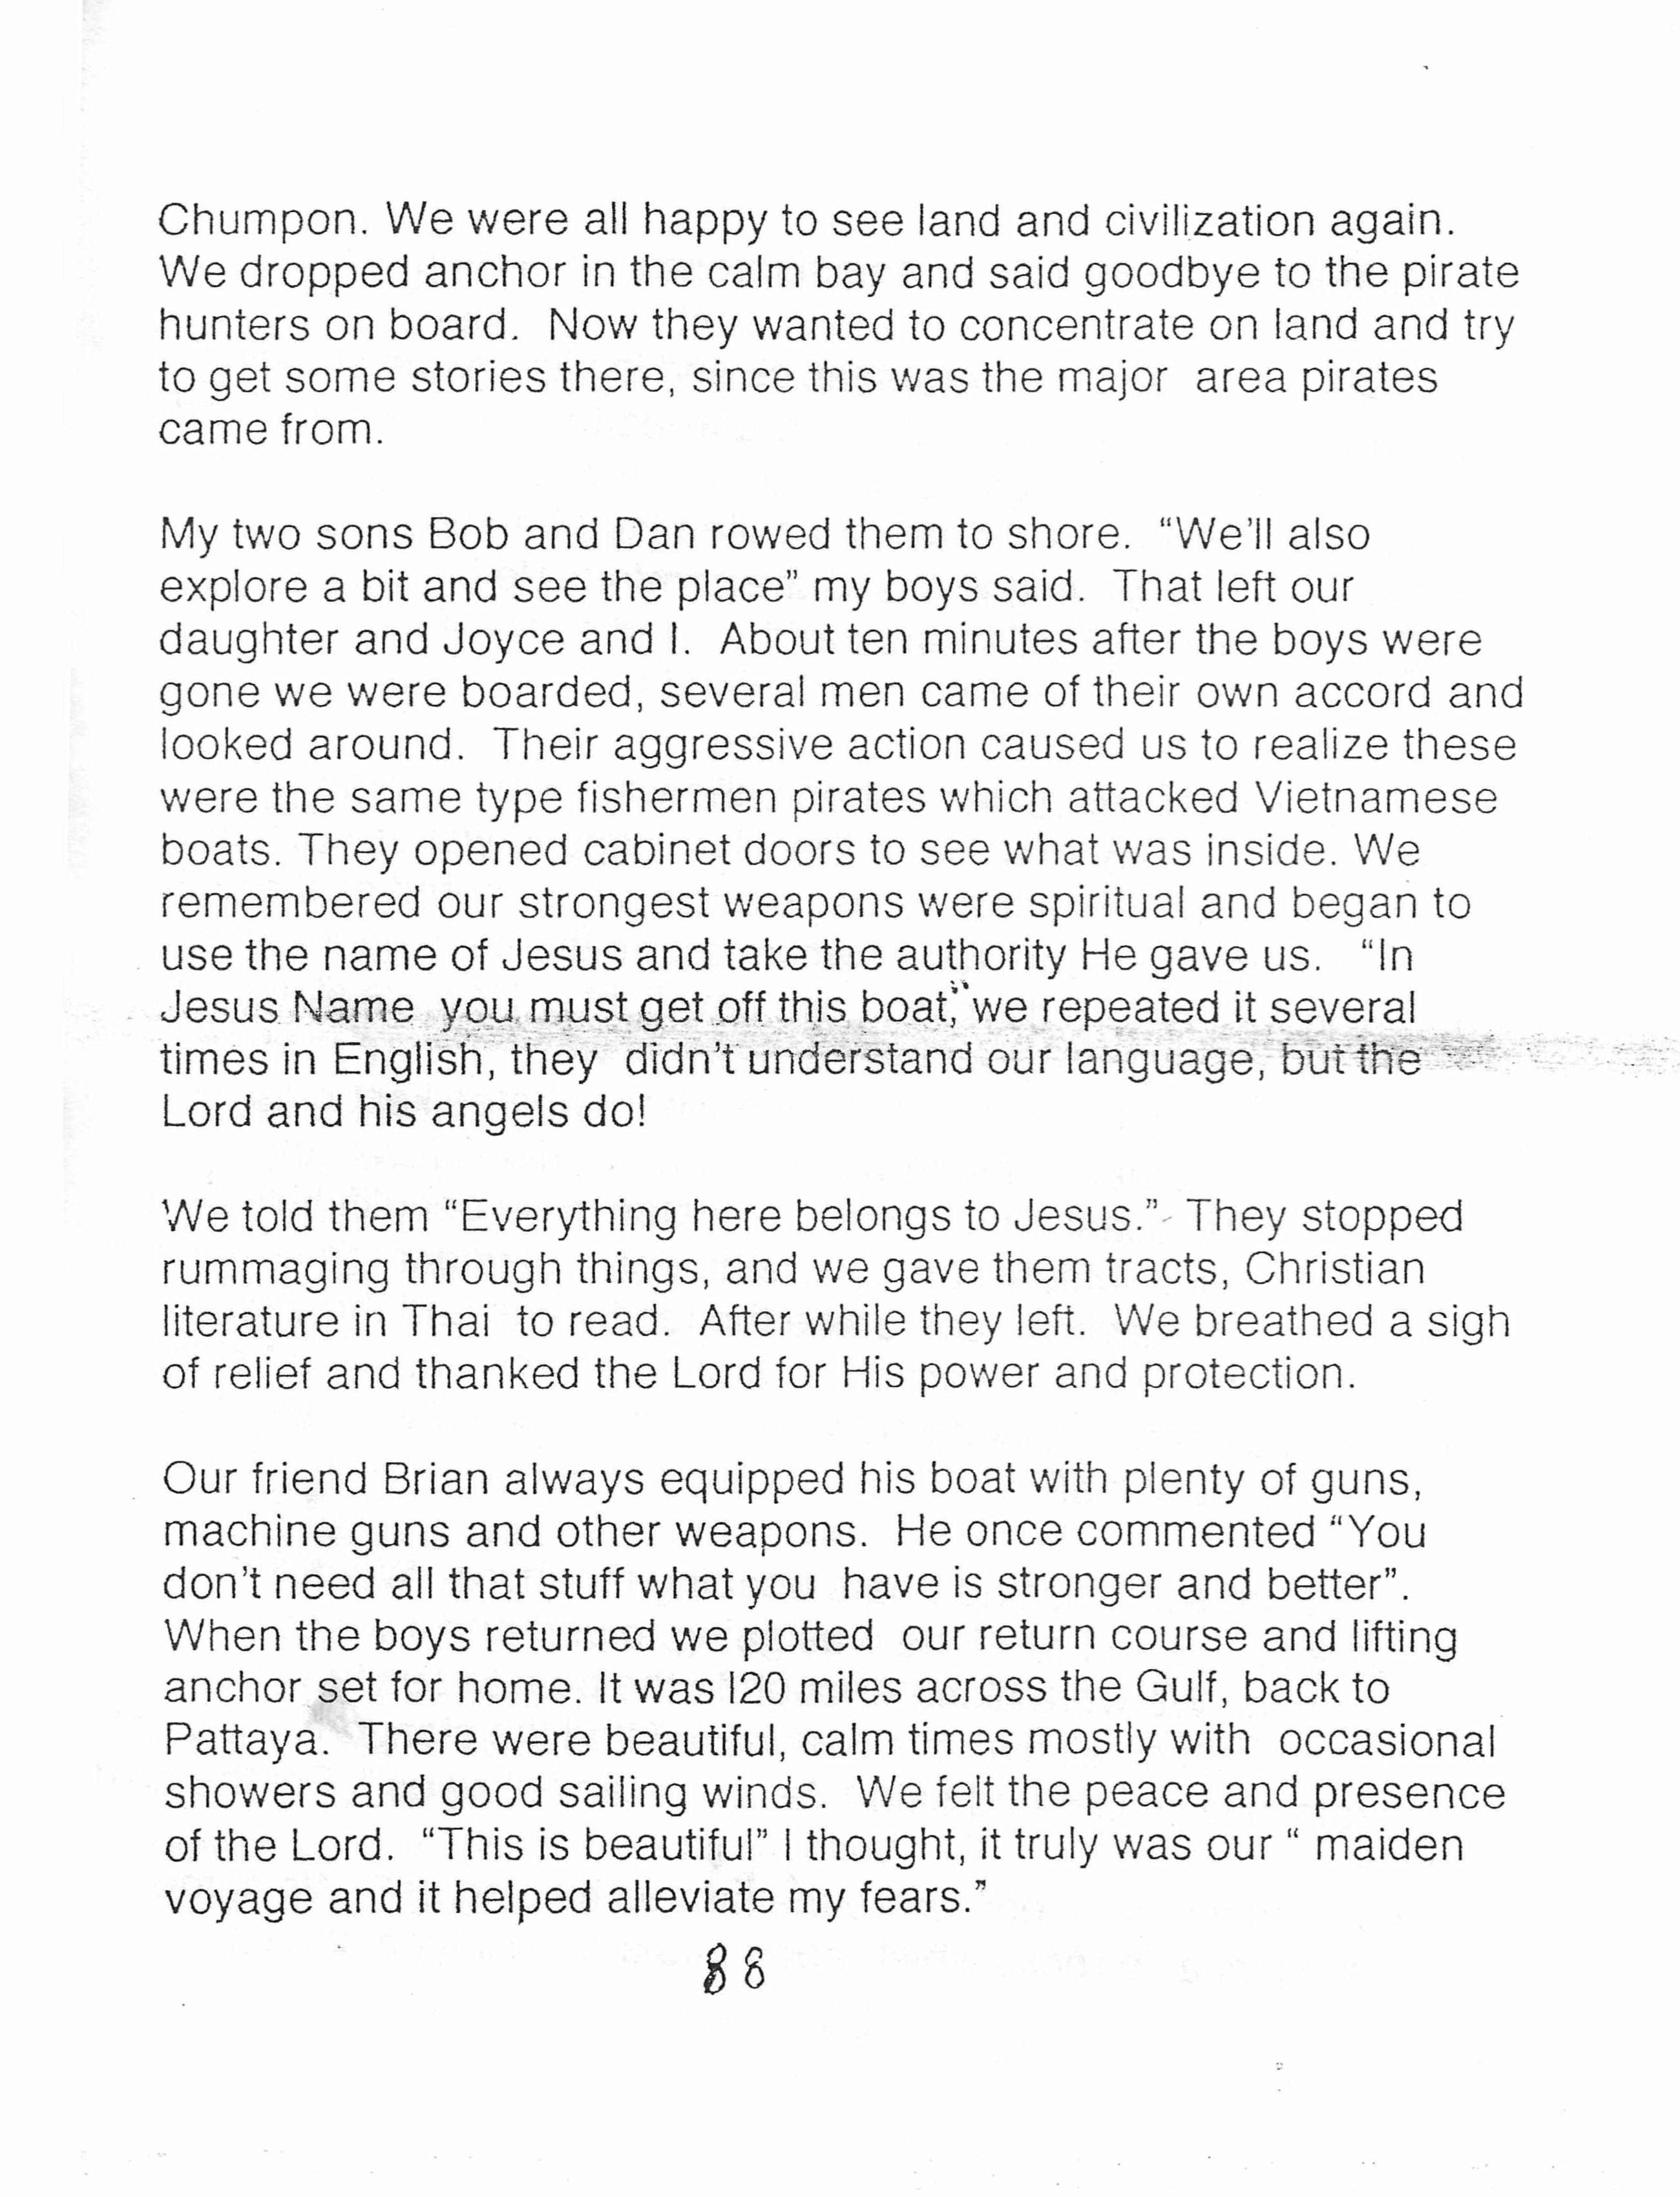 Chumpon. We were all happy to see land and civilization again.
We dropped anchor in the calm bay and said goodbye to the pirate
hunters on board. Now they wanted to concentrate on land and try
to get some stories there, since this was the major area pirates
came from.
My two sons Bob and Dan rowed them to shore. “We'll also
explore a bit and see the place” my boys said. That left our
daughter and Joyce and I. About ten minutes after the boys were
gone we were boarded, several men came of their own accord and
looked around. Their aggressive action caused us to realize these
were the same type fishermen pirates which attacked Vietnamese
boats. They opened cabinet doors to see what was inside. We
remembered our strongest weapons were spiritual and began to
use the name of Jesus and take the authority He gave us. “In
Jesus Name you must get off this boat,” we repeated it several
times in English, they didn't understand our language, but the
Lord and his angels do!
We told them “Everything here belongs to Jesus.” They stopped
rummaging through things, and we gave them tracts, Christian
literature in Thai to read. After while they left. We breathed a sigh
of relief and thanked the Lord for His power and protection.
Our friend Brian always equipped his boat with plenty of guns,
machine guns and other weapons. He once commented “You
don't need all that stuff what you have is stronger and better”.
When the boys returned we plotted our return course and lifting
anchor set for home. It was I20 miles across the Gulf, back to
Pattaya. There were beautiful, calm times mostly with occasional
showers and good sailing winds. We felt the peace and presence
of the Lord. “This is beautiful” I thought, it truly was our “ maiden
voyage and it helped alleviate my fears.”
88